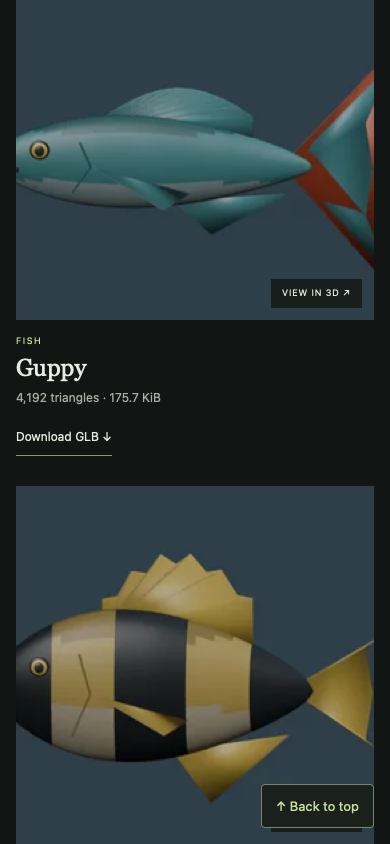 VIEW IN 3D ↗
FISH
Guppy
4,192 triangles · 175.7 KiB
Download GLB ↓
↑ Back to top